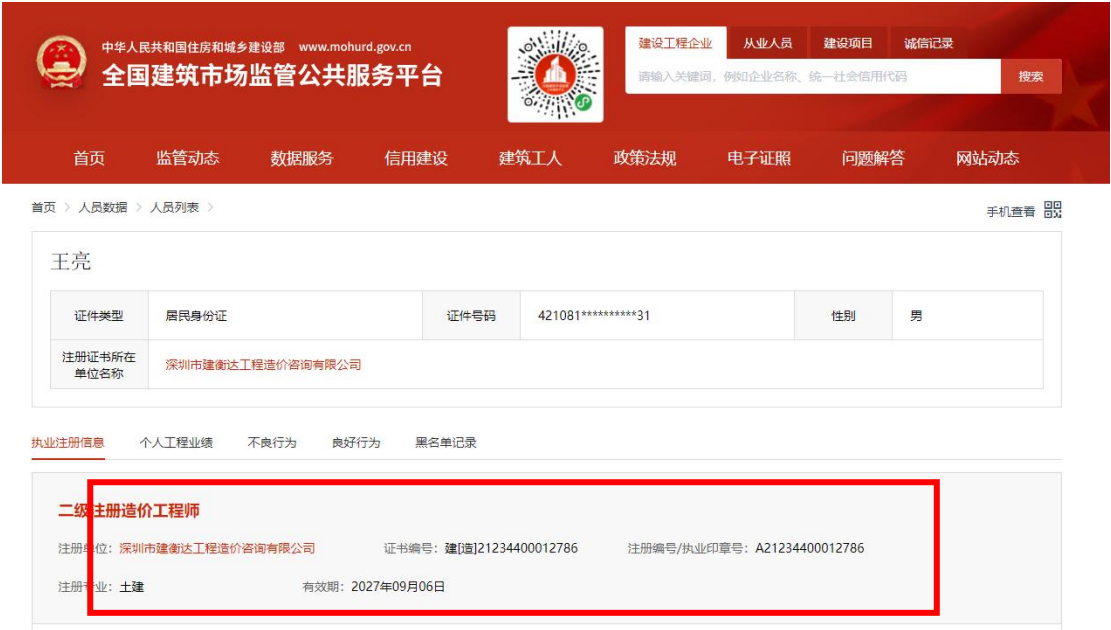 中华人民共和国住房和城乡建设部 www.mohurd.gov.cn
全国建筑市场监管公共服务平台
建设工程企业 从业人员 建设项目 诚信记录
请输入关键词，例如企业名称、统一社会信用代码 搜索
首页 监管动态 数据服务 信用建设 建筑工人 政策法规 电子证照 问题解答 网站动态
首页 > 人员数据 > 人员列表 >
手机查看
王亮
证件类型 居民身份证 证件号码 421081**********31 性别 男
注册证书所在
单位名称
深圳市建衡达工程造价咨询有限公司
执业注册信息 个人工程业绩 不良行为 良好行为 黑名单记录
二级注册造价工程师
注册单位：深圳市建衡达工程造价咨询有限公司 证书编号：建[造]21234400012786 注册编号/执业印章号：A21234400012786
注册专业：土建 有效期：2027年09月06日